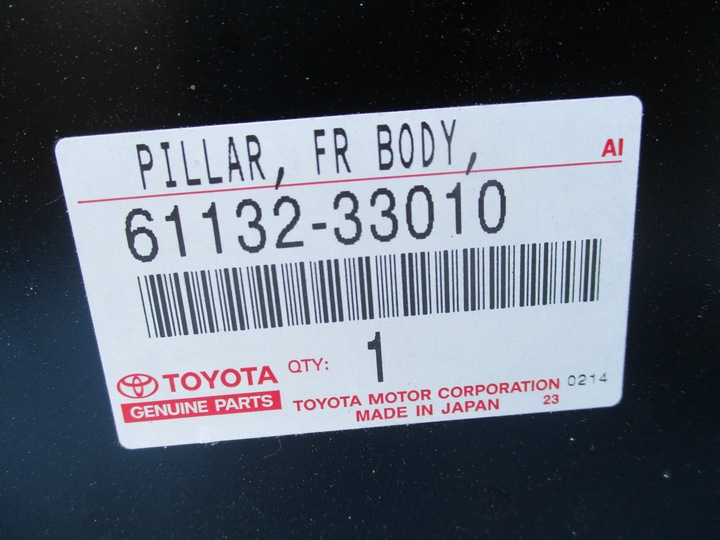 PILLAR, FR BODY,
AI
61132-33010
TOYOTA
GENUINE PARTS
QTY: 1
TOYOTA MOTOR CORPORATION 0214
MADE IN JAPAN 23